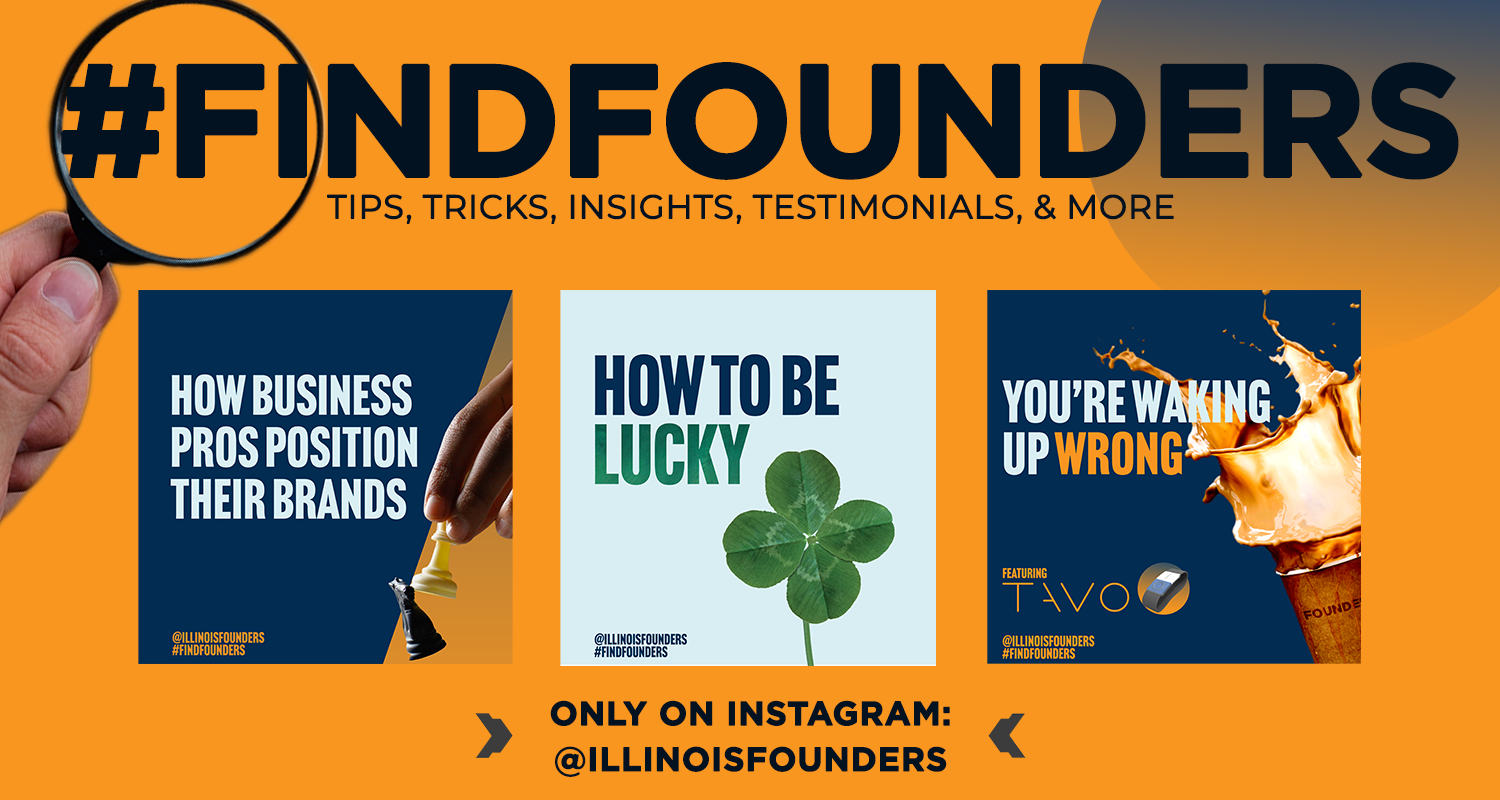 #FINDFOUNDERS
TIPS, TRICKS, INSIGHTS, TESTIMONIALS, & MORE
HOW BUSINESS
PROS POSITION
THEIR BRANDS
@ILLINOISFOUNDERS
#FINDFOUNDERS
HOW TO BE
LUCKY
@ILLINOISFOUNDERS
#FINDFOUNDERS
YOU'RE WAKING
UP WRONG
FEATURING
TAVO
FOUNDE
@ILLINOISFOUNDERS
#FINDFOUNDERS
ONLY ON INSTAGRAM:
@ILLINOISFOUNDERS